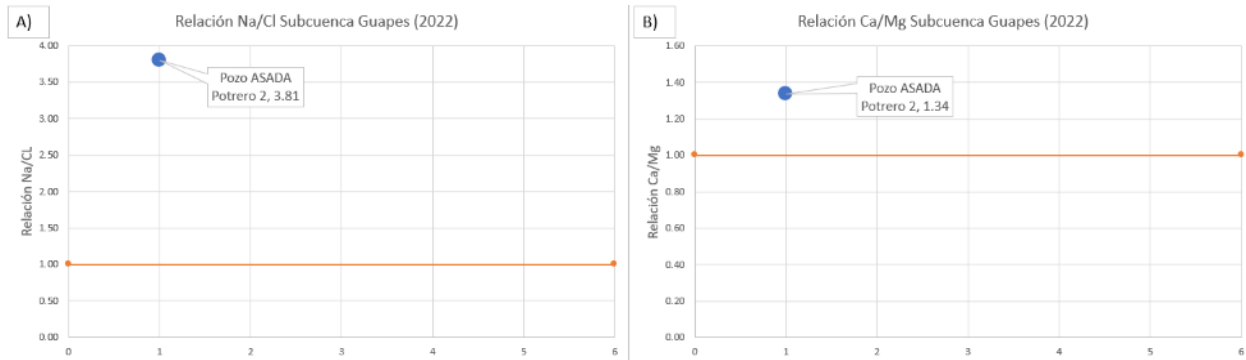 A)
Relación Na/Cl Subcuenca Guapes (2022)
4.00
3.50
3.00
2.50
2.00
1.50
1.00
0.50
0.00
Relación Na/CL
Pozo ASADA
Potrero 2, 3.81
0 1 2 3 4 5 6
B)
Relación Ca/Mg Subcuenca Guapes (2022)
1.60
1.40
1.20
1.00
0.80
0.60
0.40
0.20
0.00
Relación Ca/Mg
Pozo ASADA
Potrero 2, 1.34
0 1 2 3 4 5 6